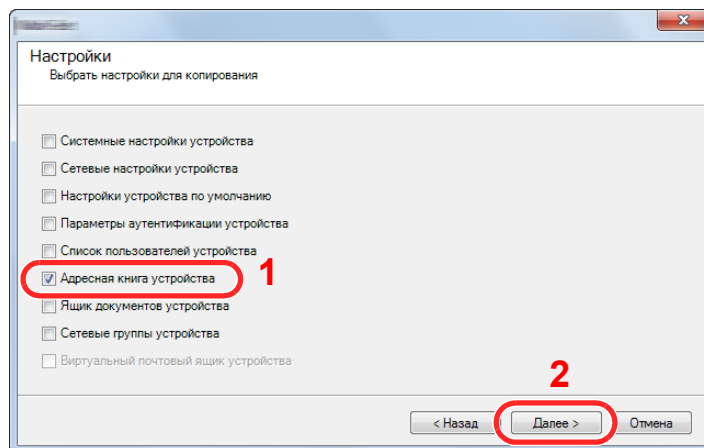 Настройки
Выбрать настройки для копирования
Системные настройки устройства
Сетевые настройки устройства
Настройки устройства по умолчанию
Параметры аутентификации устройства
Список пользователей устройства
Адресная книга устройства 1
Ящик документов устройства
Сетевые группы устройства
Виртуальный почтовый ящик устройства
2
< Назад Далее > Отмена